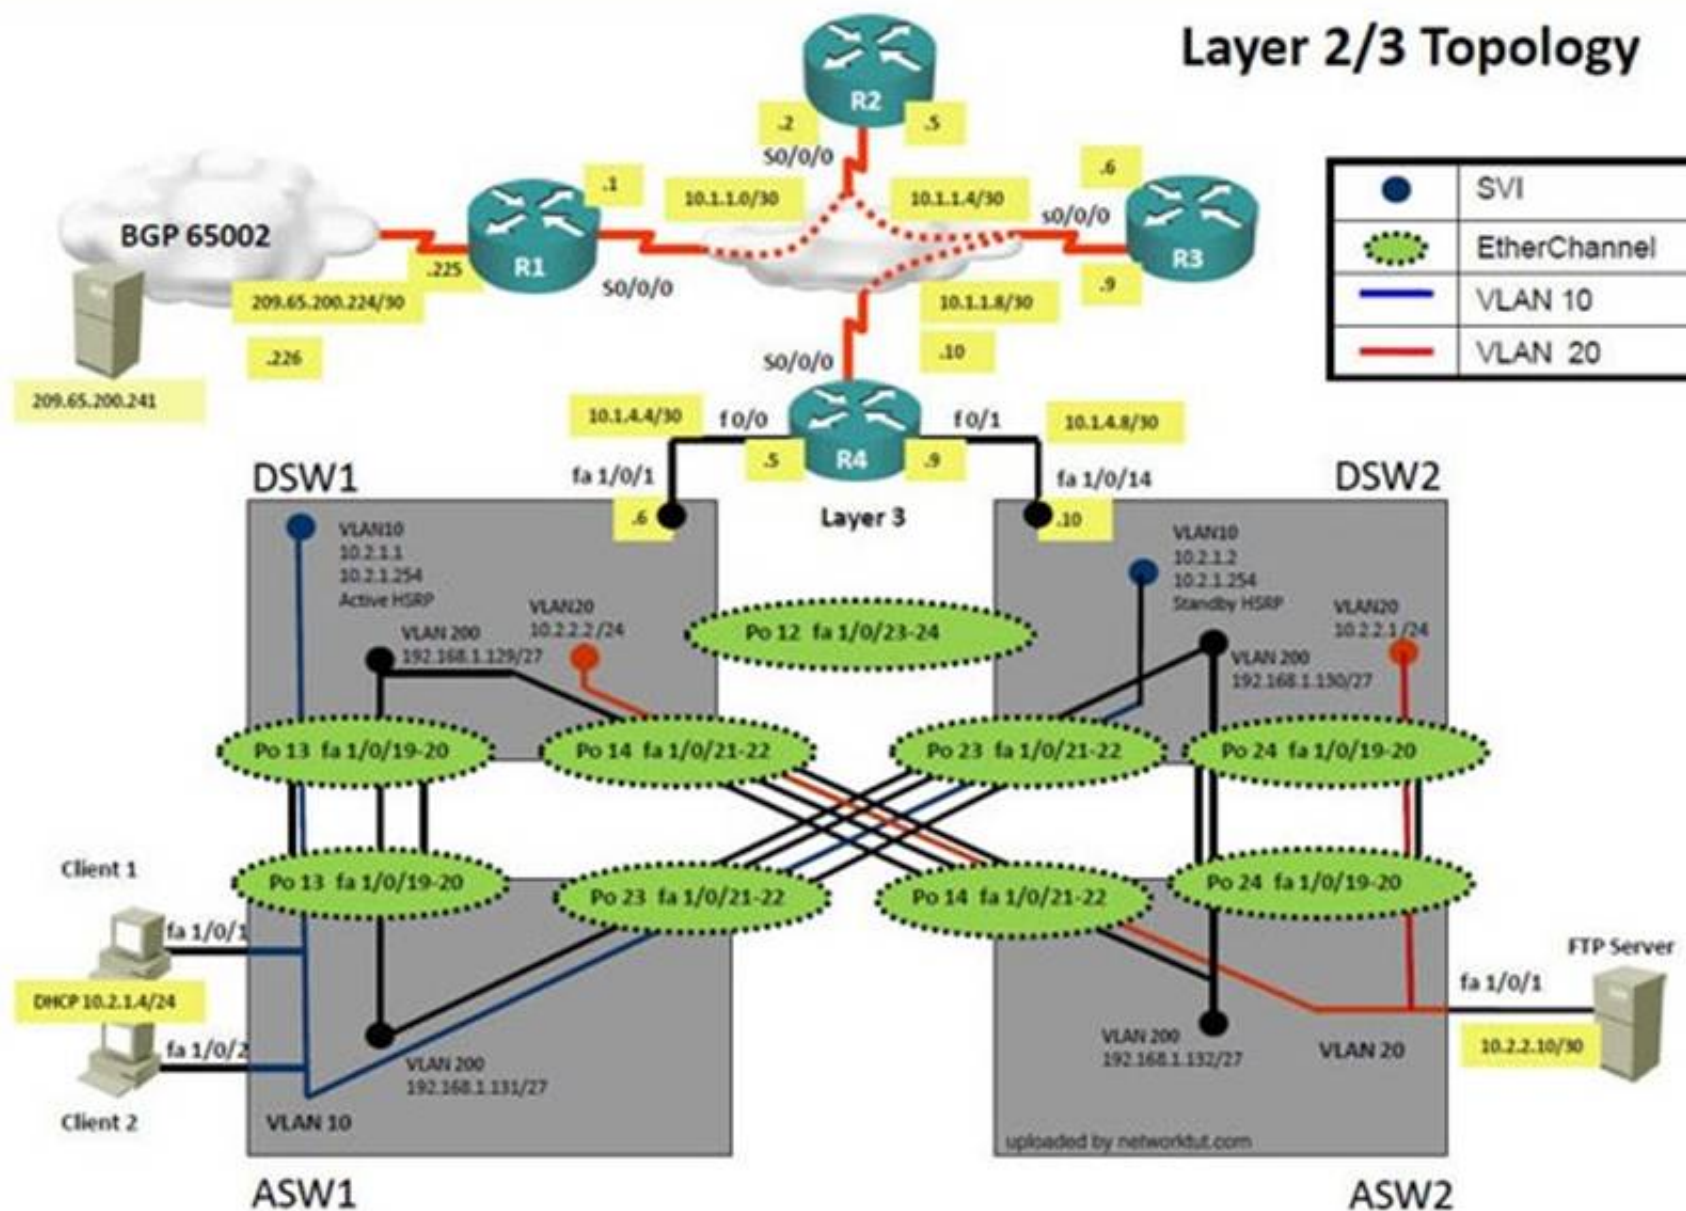 Layer 2/3 Topology
R2
.2
.5
S0/0/0
SVI
EtherChannel
VLAN 10
VLAN 20
BGP 65002
R1
.1
.225
S0/0/0
10.1.1.0/30
10.1.1.4/30
.6
s0/0/0
R3
.9
209.65.200.224/30
.226
209.65.200.241
10.1.1.8/30
.10
S0/0/0
10.1.4.4/30
f 0/0
R4
f 0/1
10.1.4.8/30
.5
.9
fa 1/0/1
fa 1/0/14
.6
.10
Layer 3
DSW1
DSW2
VLAN10
10.2.1.1
10.2.1.254
Active HSRP
VLAN20
10.2.2.2 /24
VLAN 200
192.168.1.129/27
Po 12 fa 1/0/23-24
VLAN10
10.2.1.2
10.2.1.254
Standby HSRP
VLAN20
10.2.2.1 /24
VLAN 200
192.168.1.130/27
Po 13 fa 1/0/19-20
Po 14 fa 1/0/21-22
Po 23 fa 1/0/21-22
Po 24 fa 1/0/19-20
Po 13 fa 1/0/19-20
Po 23 fa 1/0/21-22
Po 14 fa 1/0/21-22
Po 24 fa 1/0/19-20
Client 1
fa 1/0/1
DHCP 10.2.1.4/24
fa 1/0/2
Client 2
VLAN 200
192.168.1.131/27
VLAN 10
VLAN 200
192.168.1.132/27
VLAN 20
FTP Server
fa 1/0/1
10.2.2.10/30
uploaded by networktut.com
ASW1
ASW2